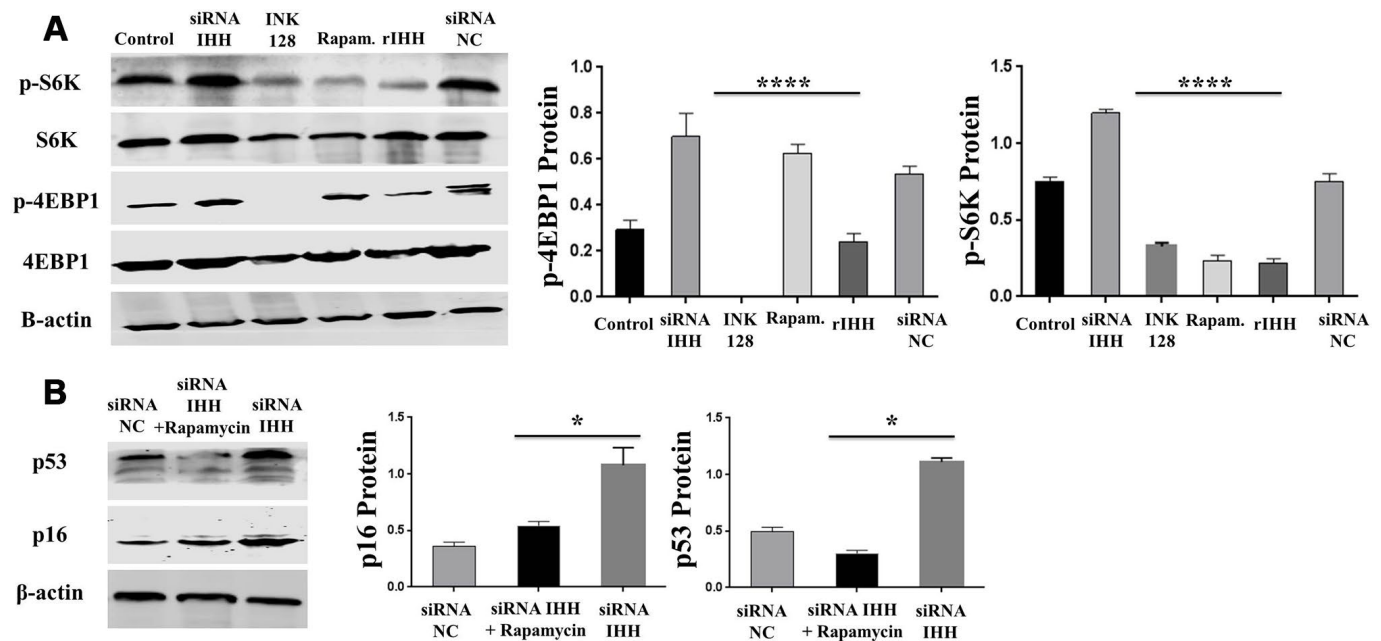 A
Control
siRNA
IHH
INK
128
Rapam.
rIHH
siRNA
NC
p-S6K
S6K
p-4EBP1
4EBP1
B-actin
****
p-4EBP1 Protein
0.8
0.6
0.4
0.2
0.0
Control
siRNA
IHH
INK
128
Rapam.
rIHH
siRNA
NC
****
p-S6K Protein
1.5
1.0
0.5
0.0
Control
siRNA
IHH
INK
128
Rapam.
rIHH
siRNA
NC
B
siRNA
NC
siRNA
IHH
+Rapamycin
siRNA
IHH
p53
p16
β-actin
*
p16 Protein
1.5
1.0
0.5
0.0
siRNA
NC
siRNA IHH
+ Rapamycin
siRNA
IHH
*
p53 Protein
1.5
1.0
0.5
0.0
siRNA
NC
siRNA IHH
+ Rapamycin
siRNA
IHH